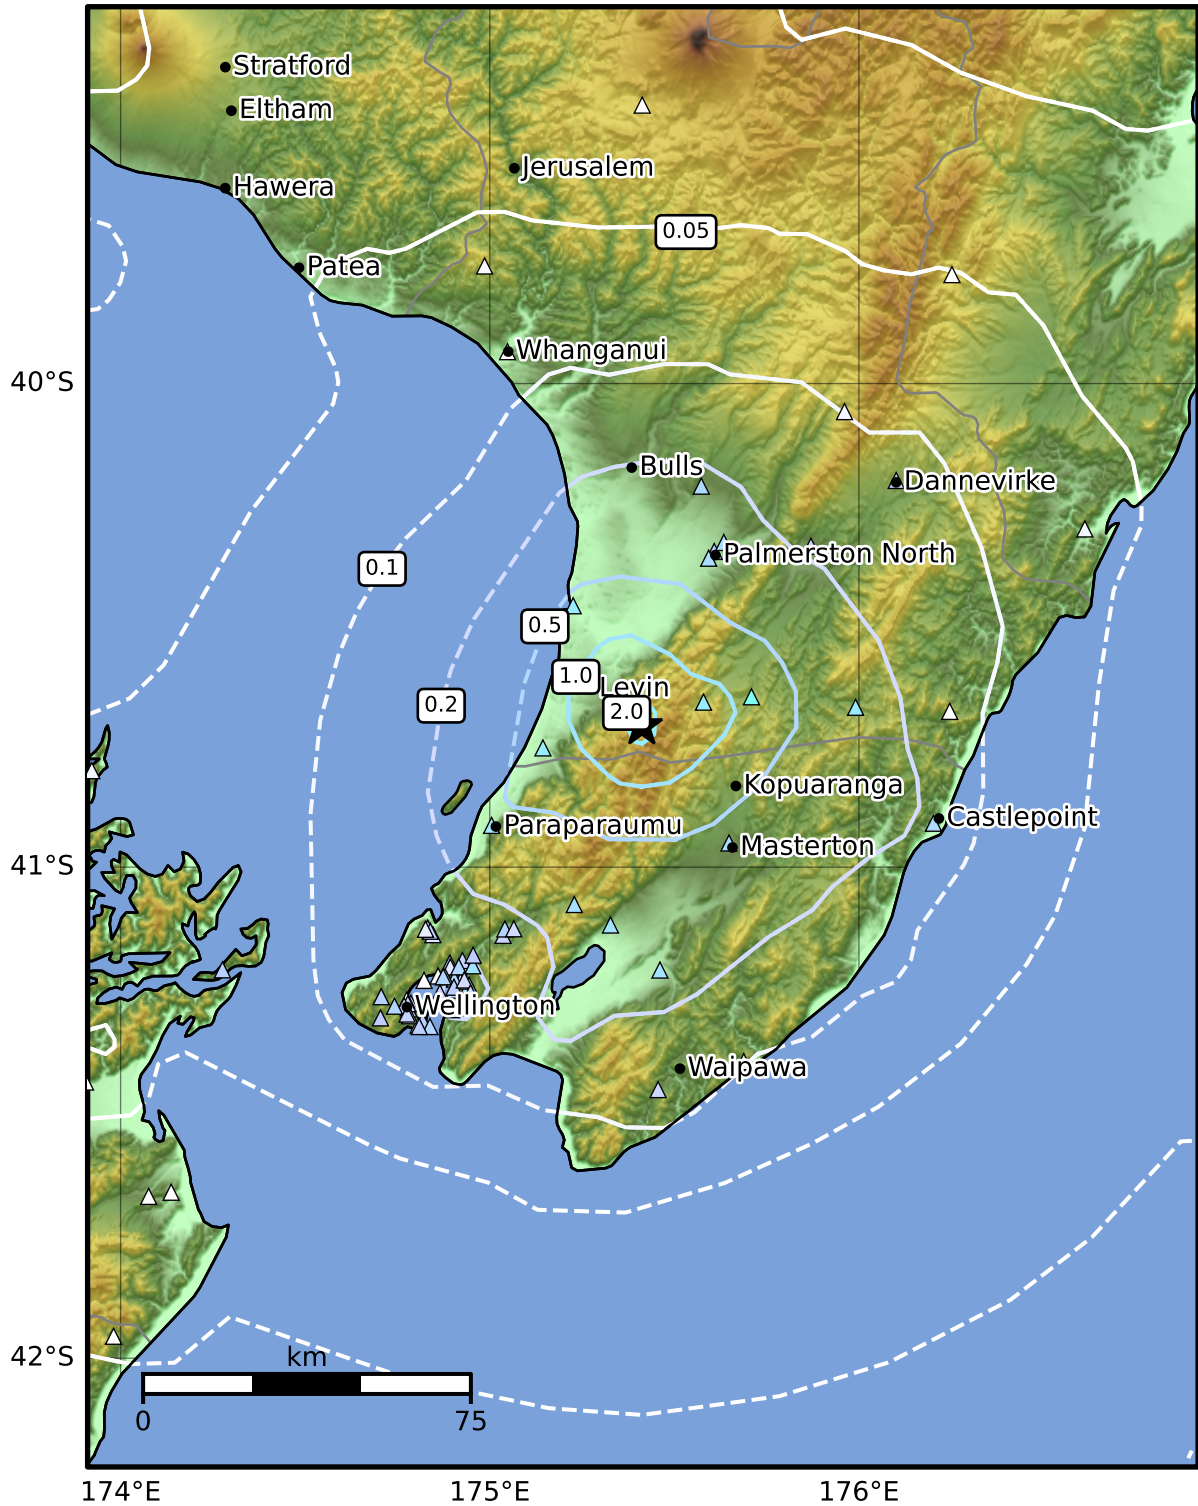 Stratford
Eltham
Jerusalem
Hawera
0.05
Patea
Whanganui
40°S
Bulls
Dannevirke
Palmerston North
0.1
0.5
1.0
Levin
0.2
2.0
Kopuaranga
Castlepoint
Paraparaumu
Masterton
41°S
Wellington
Waipawa
42°S
km
0
75
174°E
175°E
176°E